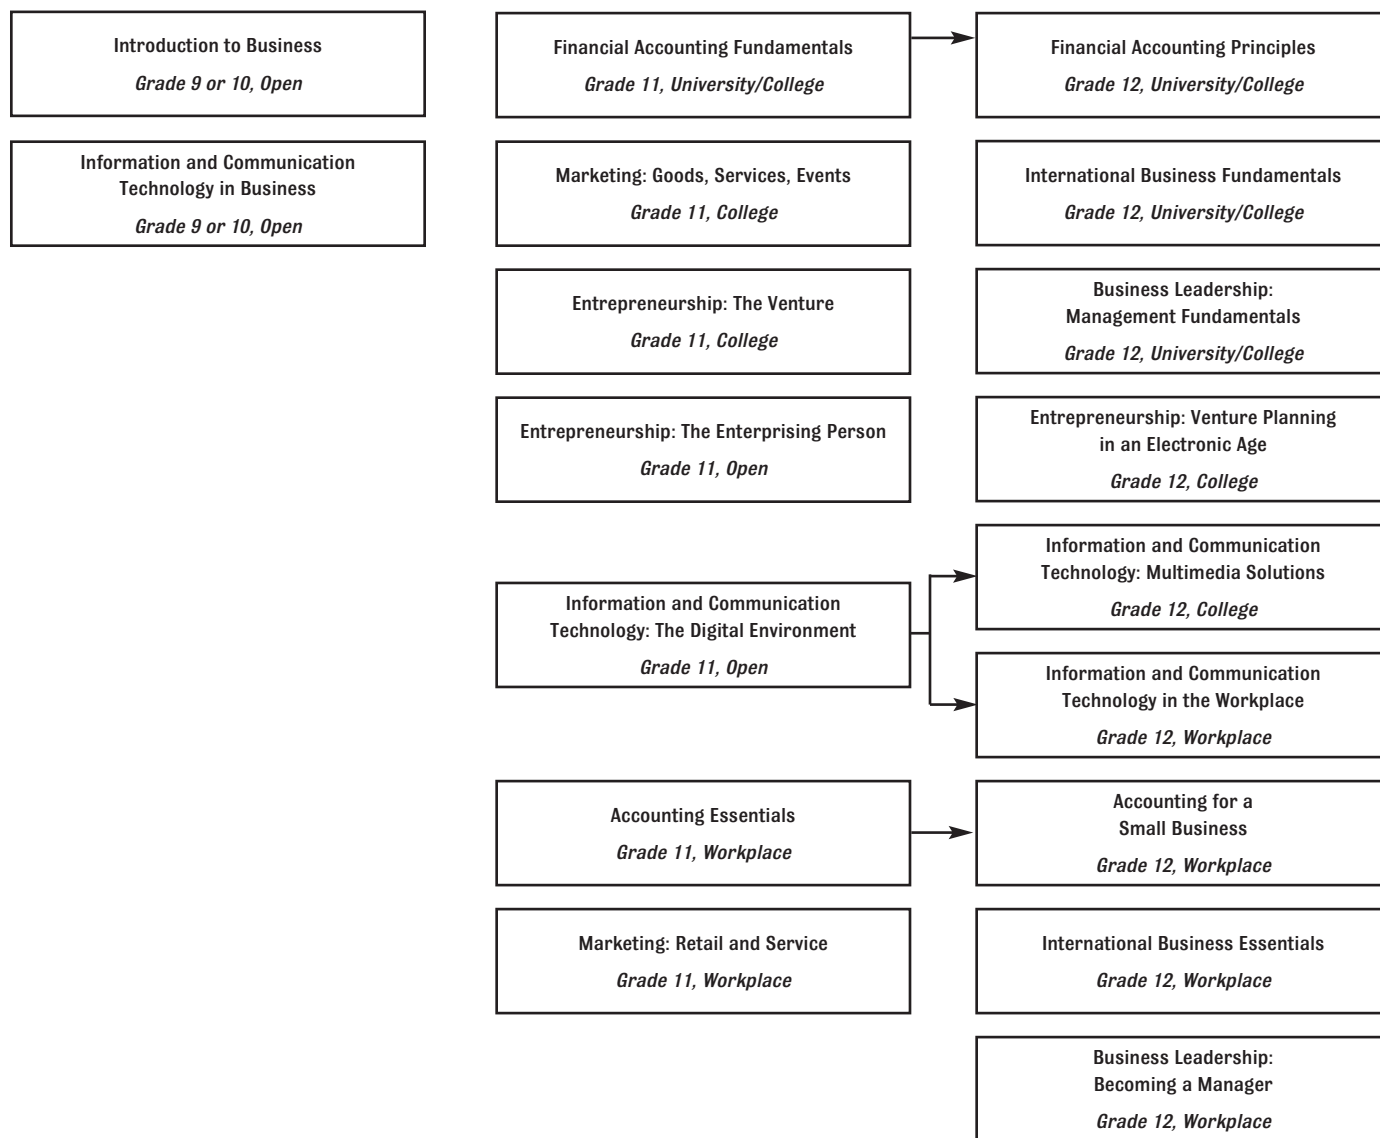 Introduction to Business
Grade 9 or 10, Open
Information and Communication
Technology in Business
Grade 9 or 10, Open
Financial Accounting Fundamentals
Grade 11, University/College
Marketing: Goods, Services, Events
Grade 11, College
Entrepreneurship: The Venture
Grade 11, College
Entrepreneurship: The Enterprising Person
Grade 11, Open
Information and Communication
Technology: The Digital Environment
Grade 11, Open
Accounting Essentials
Grade 11, Workplace
Marketing: Retail and Service
Grade 11, Workplace
Financial Accounting Principles
Grade 12, University/College
International Business Fundamentals
Grade 12, University/College
Business Leadership:
Management Fundamentals
Grade 12, University/College
Entrepreneurship: Venture Planning
in an Electronic Age
Grade 12, College
Information and Communication
Technology: Multimedia Solutions
Grade 12, College
Information and Communication
Technology in the Workplace
Grade 12, Workplace
Accounting for a
Small Business
Grade 12, Workplace
International Business Essentials
Grade 12, Workplace
Business Leadership:
Becoming a Manager
Grade 12, Workplace